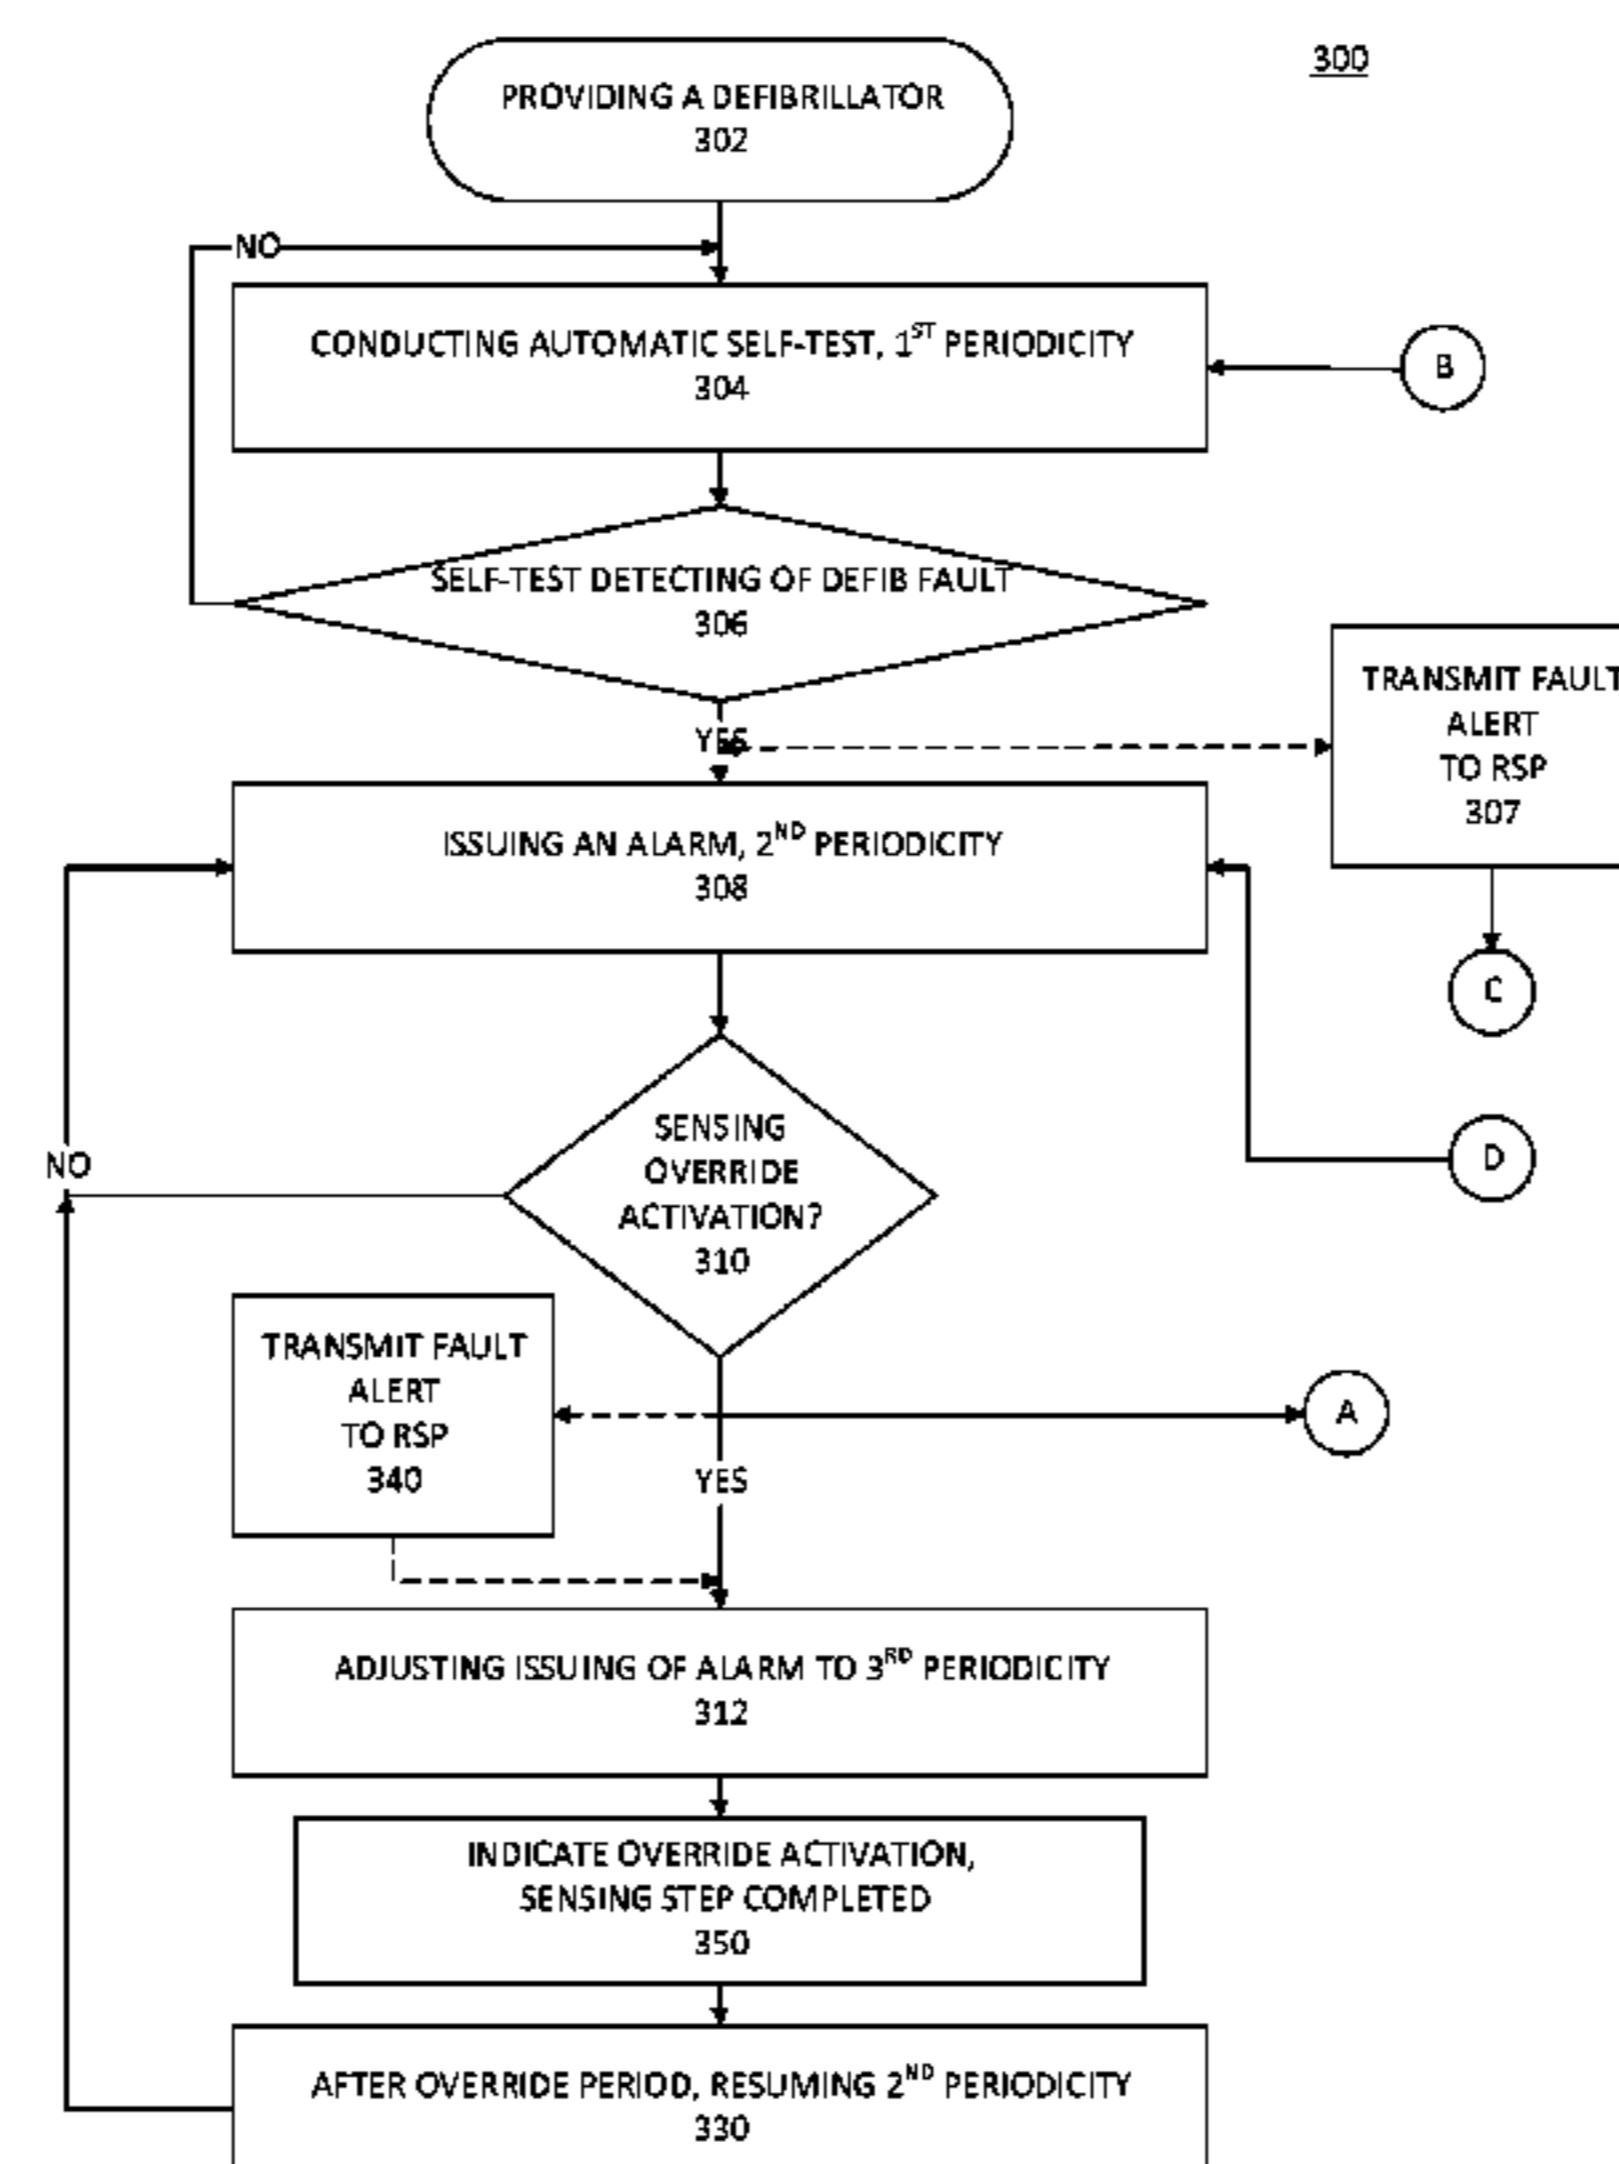 300
PROVIDING A DEFIBRILLATOR
302
NO
CONDUCTING AUTOMATIC SELF-TEST, 1ST PERIODICITY
304
B
SELF-TEST DETECTING OF DEFIB FAULT
306
TRANSMIT FAULT
ALERT
TO RSP
307
YES
ISSUING AN ALARM, 2ND PERIODICITY
308
C
SENSING
OVERRIDE
ACTIVATION?
310
D
NO
TRANSMIT FAULT
ALERT
TO RSP
340
A
YES
ADJUSTING ISSUING OF ALARM TO 3RD PERIODICITY
312
INDICATE OVERRIDE ACTIVATION,
SENSING STEP COMPLETED
350
AFTER OVERRIDE PERIOD, RESUMING 2ND PERIODICITY
330